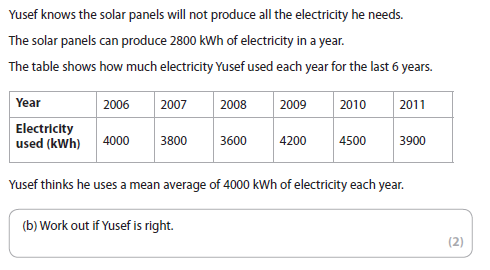 Yusef knows the solar panels will not produce all the electricity he needs.
The solar panels can produce 2800 kWh of electricity in a year.
The table shows how much electricity Yusef used each year for the last 6 years.
Year 2006 2007 2008 2009 2010 2011
Electricity
used (kWh) 4000 3800 3600 4200 4500 3900
Yusef thinks he uses a mean average of 4000 kWh of electricity each year.
(b) Work out if Yusef is right.
(2)